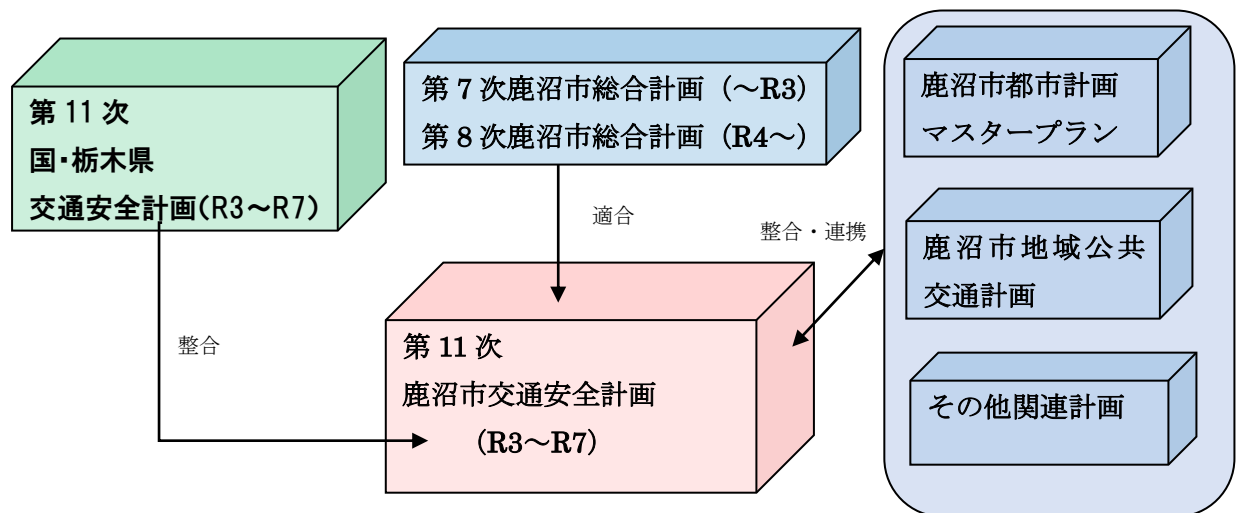 第11次
国・栃木県
交通安全計画(R3～R7)
第7次鹿沼市総合計画（～R3）
第8次鹿沼市総合計画（R4～）
鹿沼市都市計画
マスタープラン
適合
整合・連携
鹿沼市地域公共
交通計画
整合
第11次
鹿沼市交通安全計画
（R3～R7）
その他関連計画